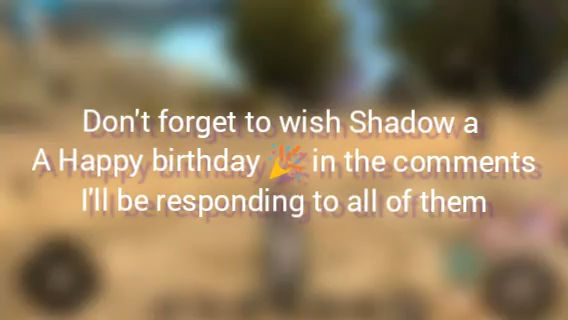 Don't forget to wish Shadow a
A Happy birthday 🎉 in the comments
I'll be responding to all of them